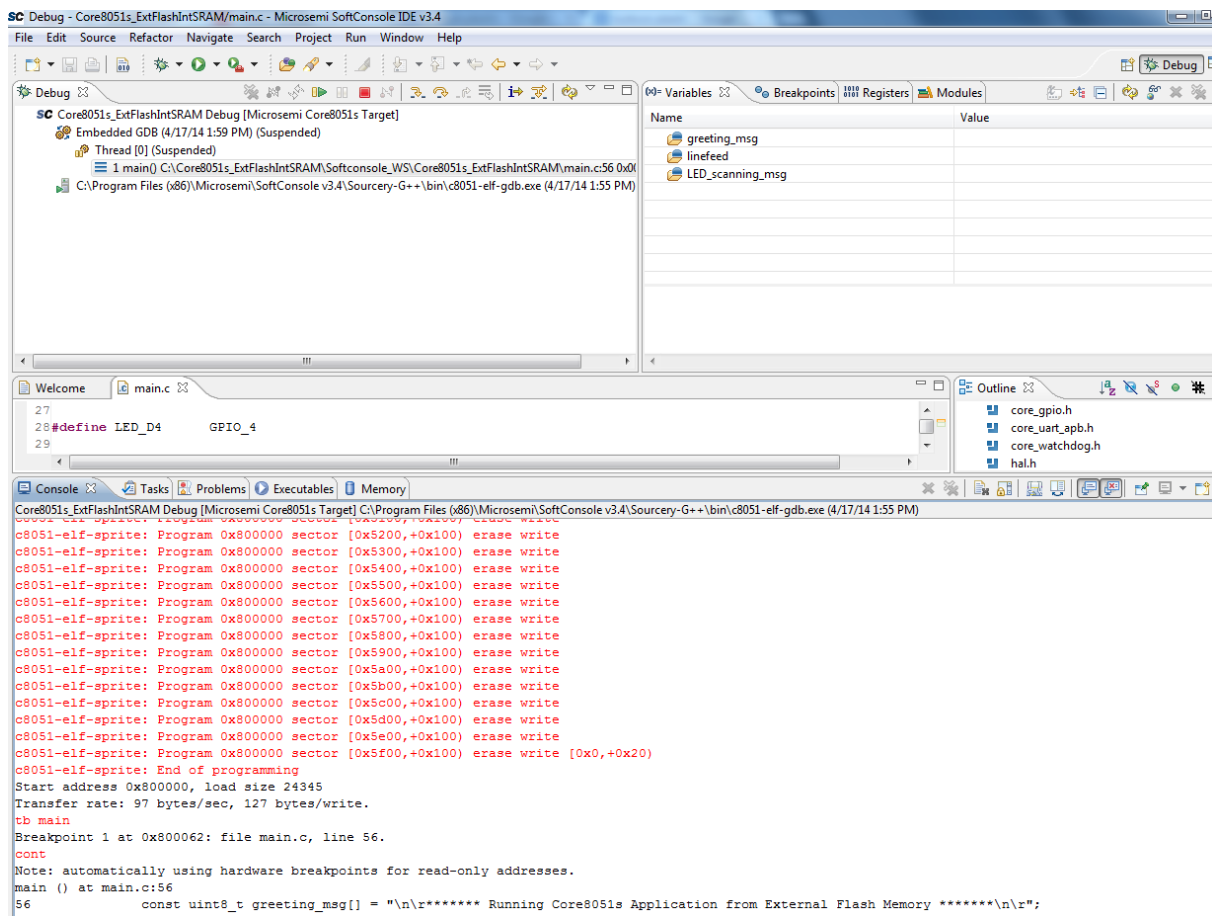 SC Debug - Core8051s_ExtFlashIntSRAM/main.c - Microsemi SoftConsole IDE v3.4
File Edit Source Refactor Navigate Search Project Run Window Help
Debug
Debug
SC Core8051s_ExtFlashIntSRAM Debug [Microsemi Core8051s Target]
Embedded GDB (4/17/14 1:59 PM) (Suspended)
Thread [0] (Suspended)
1 main() C:\Core8051s_ExtFlashIntSRAM\Softconsole_WS\Core8051s_ExtFlashIntSRAM\main.c:56 0x00
C:\Program Files (x86)\Microsemi\SoftConsole v3.4\Sourcery-G++\bin\c8051-elf-gdb.exe (4/17/14 1:55 PM)
(x)= Variables Breakpoints 1010 0101 Registers Modules
Name Value
greeting_msg
linefeed
LED_scanning_msg
Welcome main.c
27
28 #define LED_D4 GPIO_4
29
Outline
core_gpio.h
core_uart_apb.h
core_watchdog.h
hal.h
Console Tasks Problems Executables Memory
Core8051s_ExtFlashIntSRAM Debug [Microsemi Core8051s Target] C:\Program Files (x86)\Microsemi\SoftConsole v3.4\Sourcery-G++\bin\c8051-elf-gdb.exe (4/17/14 1:55 PM)
c8051-elf-sprite: Program 0x800000 sector [0x5100,+0x100) erase write
c8051-elf-sprite: Program 0x800000 sector [0x5200,+0x100) erase write
c8051-elf-sprite: Program 0x800000 sector [0x5300,+0x100) erase write
c8051-elf-sprite: Program 0x800000 sector [0x5400,+0x100) erase write
c8051-elf-sprite: Program 0x800000 sector [0x5500,+0x100) erase write
c8051-elf-sprite: Program 0x800000 sector [0x5600,+0x100) erase write
c8051-elf-sprite: Program 0x800000 sector [0x5700,+0x100) erase write
c8051-elf-sprite: Program 0x800000 sector [0x5800,+0x100) erase write
c8051-elf-sprite: Program 0x800000 sector [0x5900,+0x100) erase write
c8051-elf-sprite: Program 0x800000 sector [0x5a00,+0x100) erase write
c8051-elf-sprite: Program 0x800000 sector [0x5b00,+0x100) erase write
c8051-elf-sprite: Program 0x800000 sector [0x5c00,+0x100) erase write
c8051-elf-sprite: Program 0x800000 sector [0x5d00,+0x100) erase write
c8051-elf-sprite: Program 0x800000 sector [0x5e00,+0x100) erase write
c8051-elf-sprite: Program 0x800000 sector [0x5f00,+0x100) erase write [0x0,+0x20)
c8051-elf-sprite: End of programming
Start address 0x800000, load size 24345
Transfer rate: 97 bytes/sec, 127 bytes/write.
tb main
Breakpoint 1 at 0x800062: file main.c, line 56.
cont
Note: automatically using hardware breakpoints for read-only addresses.
main () at main.c:56
56 const uint8_t greeting_msg[] = "\n\r******* Running Core8051s Application from External Flash Memory *******\n\r";